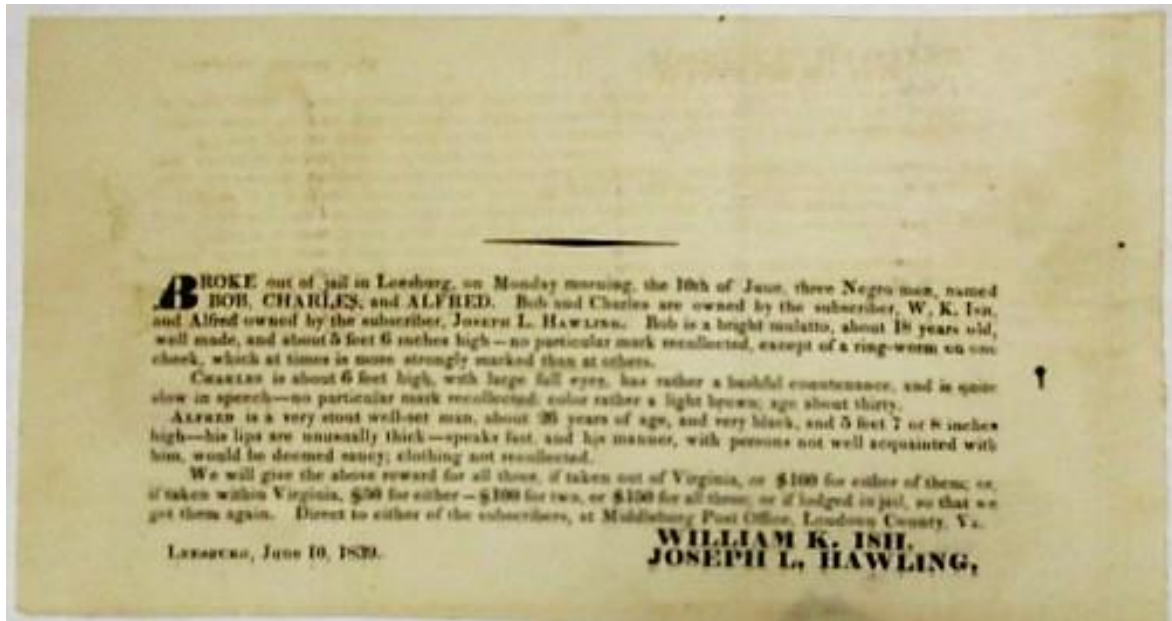 BROKE out of jail in Leesburg, on Monday morning, the 10th of June, three Negro men, named
BOB, CHARLES, and ALFRED. Bob and Charles are owned by the subscriber, W. K. ISH,
and Alfred owned by the subscriber, JOSEPH L. HAWLING. Bob is a bright mulatto, about 18 years old,
well made, and about 5 feet 6 inches high—no particular mark recollected, except of a ring-worm on one
cheek, which at times is more strongly marked than at others.
CHARLES is about 6 feet high, with large full eyes, has rather a bashful countenance, and is quite
slow in speech—no particular mark recollected; color rather a light brown; age about thirty.
ALFRED is a very stout well-set man, about 26 years of age, and very black, and 5 feet 7 or 8 inches
high—his lips are unusually thick—speaks fast, and his manner, with persons not well acquainted with
him, would be deemed saucy; clothing not recollected.
We will give the above reward for all three, if taken out of Virginia, or $100 for either of them; or,
if taken within Virginia, $50 for either—$100 for two, or $150 for all three; or if lodged in jail, so that we
get them again. Direct to either of the subscribers, at Middleburg Post Office, Loudoun County, Va.
WILLIAM K. ISH,
JOSEPH L. HAWLING,
LEESBURG, June 10, 1839.